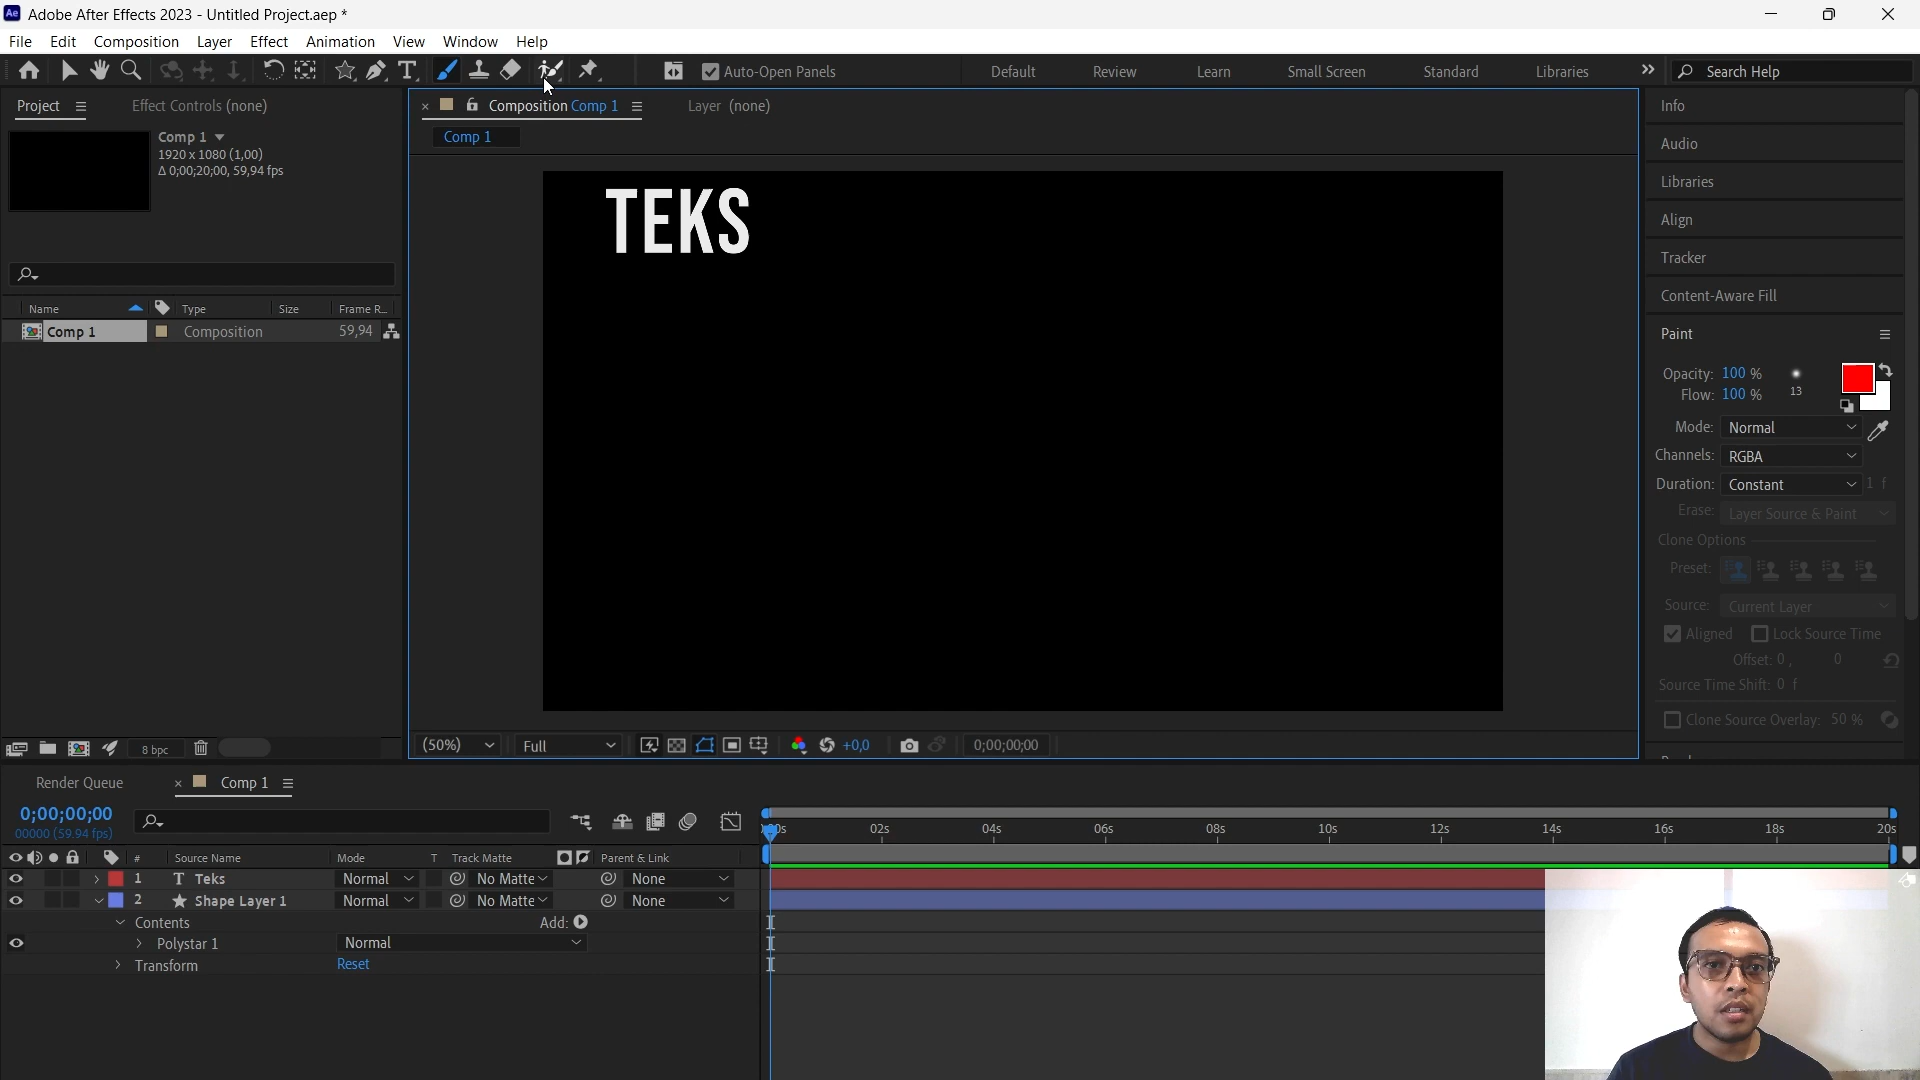 Ae Adobe After Effects 2023 - Untitled Project.aep *
File Edit Composition Layer Effect Animation View Window Help
Auto-Open Panels Default Review Learn Small Screen Standard Libraries Search Help
Project Effect Controls (none)
Comp 1
1920 x 1080 (1,00)
Δ 0;00;20;00, 59,94 fps
Name Type Size Frame R...
Comp 1 Composition 59,94
8 bpc
Composition Comp 1 Layer (none)
Comp 1
TEKS
(50%) Full +0,0 0;00;00;00
Info
Audio
Libraries
Align
Tracker
Content-Aware Fill
Paint
Opacity: 100 %
Flow: 100 % 13
Mode: Normal
Channels: RGBA
Duration: Constant 1 f
Erase: Layer Source & Paint
Clone Options
Preset:
Source: Current Layer
Aligned Lock Source Time
Offset: 0 , 0
Source Time Shift: 0 f
Clone Source Overlay: 50 %
Render Queue Comp 1
0;00;00;00
00000 (59.94 fps)
02s 04s 06s 08s 10s 12s 14s 16s 18s 20s
# Source Name Mode T Track Matte Parent & Link
1 T Teks Normal No Matte None
2 Shape Layer 1 Normal No Matte None
Contents Add:
Polystar 1 Normal
Transform Reset